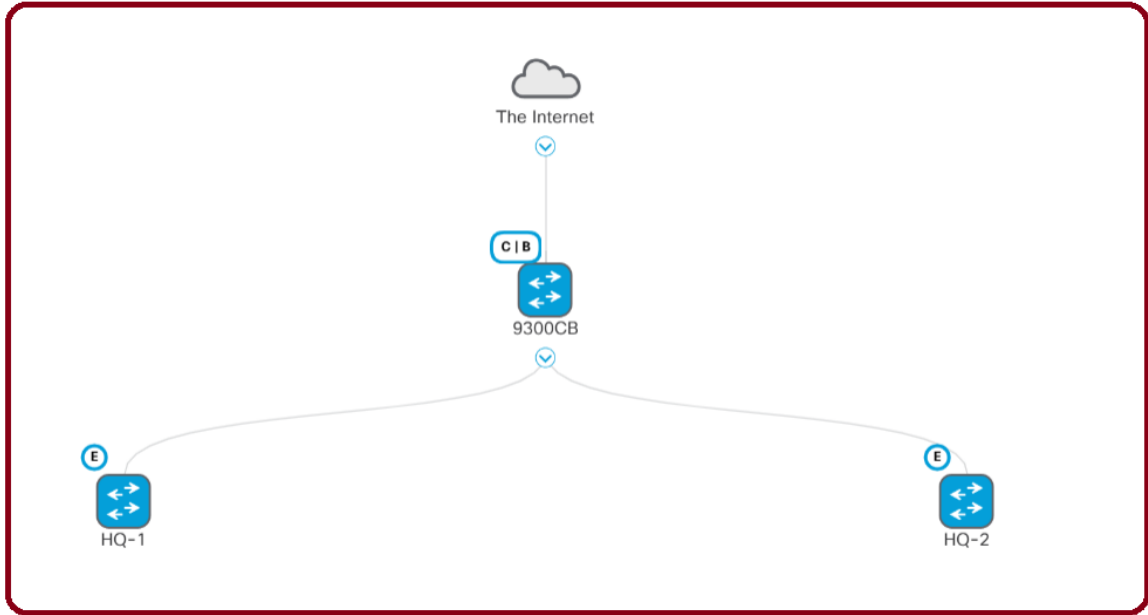 The Internet
C | B
9300CB
E
E
HQ-1
HQ-2